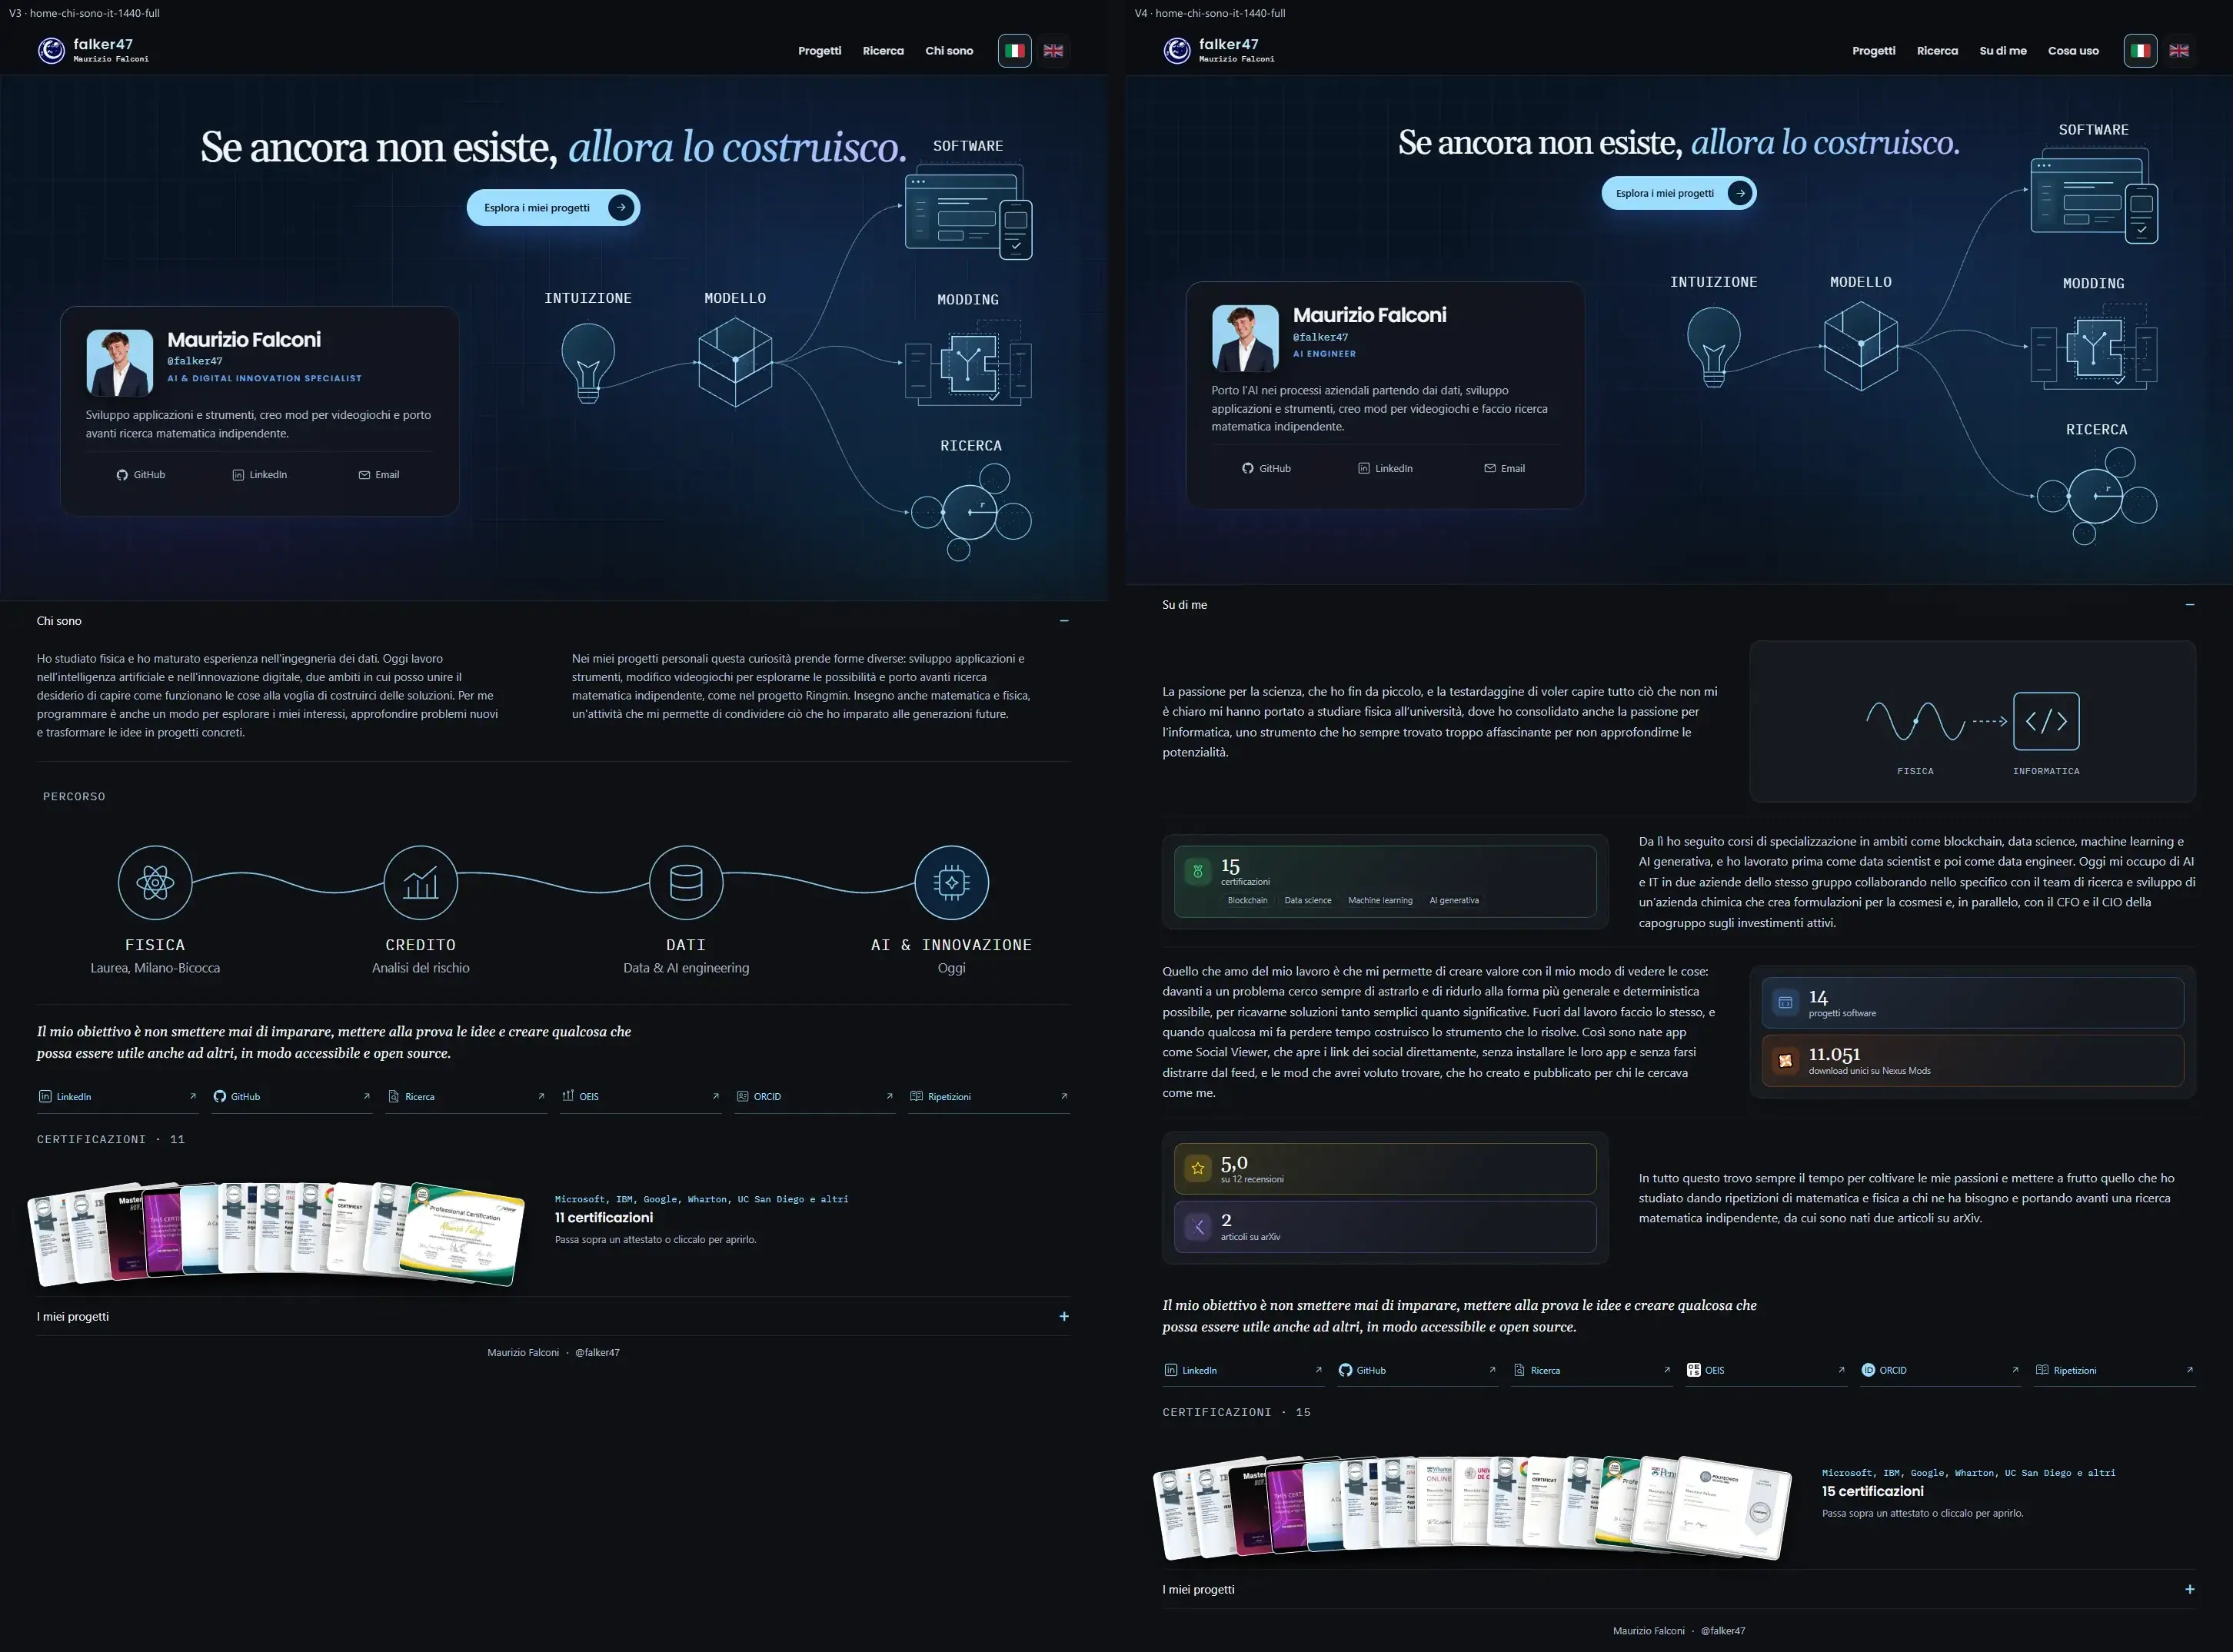 V3 · home-chi-sono-it-1440-full
falker47
Maurizio Falconi
Progetti
Ricerca
Chi sono
Se ancora non esiste, allora lo costruisco.
Esplora i miei progetti
SOFTWARE
INTUIZIONE
MODELLO
MODDING
RICERCA
r
Maurizio Falconi
@falker47
AI & DIGITAL INNOVATION SPECIALIST
Sviluppo applicazioni e strumenti, creo mod per videogiochi e porto
avanti ricerca matematica indipendente.
GitHub
LinkedIn
Email
Chi sono
Ho studiato fisica e ho maturato esperienza nell'ingegneria dei dati. Oggi lavoro
nell'intelligenza artificiale e nell'innovazione digitale, due ambiti in cui posso unire il
desiderio di capire come funzionano le cose alla voglia di costruirci delle soluzioni. Per me
programmare è anche un modo per esplorare i miei interessi, approfondire problemi nuovi
e trasformare le idee in progetti concreti.
Nei miei progetti personali questa curiosità prende forme diverse: sviluppo applicazioni e
strumenti, modifico videogiochi per esplorarne le possibilità e porto avanti ricerca
matematica indipendente, come nel progetto Ringmin. Insegno anche matematica e fisica,
un'attività che mi permette di condividere ciò che ho imparato alle generazioni future.
PERCORSO
FISICA
Laurea, Milano-Bicocca
CREDITO
Analisi del rischio
DATI
Data & AI engineering
AI & INNOVAZIONE
Oggi
Il mio obiettivo è non smettere mai di imparare, mettere alla prova le idee e creare qualcosa che
possa essere utile anche ad altri, in modo accessibile e open source.
LinkedIn
GitHub
Ricerca
OEIS
ORCID
Ripetizioni
CERTIFICAZIONI · 11
Professional Certification
Microsoft, IBM, Google, Wharton, UC San Diego e altri
11 certificazioni
Passa sopra un attestato o cliccalo per aprirlo.
I miei progetti
Maurizio Falconi · @falker47
V4 · home-chi-sono-it-1440-full
falker47
Maurizio Falconi
Progetti
Ricerca
Su di me
Cosa uso
Se ancora non esiste, allora lo costruisco.
Esplora i miei progetti
SOFTWARE
INTUIZIONE
MODELLO
MODDING
RICERCA
r
Maurizio Falconi
@falker47
AI ENGINEER
Porto l'AI nei processi aziendali partendo dai dati, sviluppo
applicazioni e strumenti, creo mod per videogiochi e faccio ricerca
matematica indipendente.
GitHub
LinkedIn
Email
Su di me
La passione per la scienza, che ho fin da piccolo, e la testardaggine di voler capire tutto ciò che non mi
è chiaro mi hanno portato a studiare fisica all'università, dove ho consolidato anche la passione per
l'informatica, uno strumento che ho sempre trovato troppo affascinante per non approfondirne le
potenzialità.
FISICA
INFORMATICA
15
certificazioni
Blockchain
Data science
Machine learning
AI generativa
Da lì ho seguito corsi di specializzazione in ambiti come blockchain, data science, machine learning e
AI generativa, e ho lavorato prima come data scientist e poi come data engineer. Oggi mi occupo di AI
e IT in due aziende dello stesso gruppo collaborando nello specifico con il team di ricerca e sviluppo di
un'azienda chimica che crea formulazioni per la cosmesi e, in parallelo, con il CFO e il CIO della
capogruppo sugli investimenti attivi.
Quello che amo del mio lavoro è che mi permette di creare valore con il mio modo di vedere le cose:
davanti a un problema cerco sempre di astrarlo e di ridurlo alla forma più generale e deterministica
possibile, per ricavarne soluzioni tanto semplici quanto significative. Fuori dal lavoro faccio lo stesso, e
quando qualcosa mi fa perdere tempo costruisco lo strumento che lo risolve. Così sono nate app
come Social Viewer, che apre i link dei social direttamente, senza installare le loro app e senza farsi
distrarre dal feed, e le mod che avrei voluto trovare, che ho creato e pubblicato per chi le cercava
come me.
14
progetti software
11.051
download unici su Nexus Mods
5,0
su 12 recensioni
2
articoli su arXiv
In tutto questo trovo sempre il tempo per coltivare le mie passioni e mettere a frutto quello che ho
studiato dando ripetizioni di matematica e fisica a chi ne ha bisogno e portando avanti una ricerca
matematica indipendente, da cui sono nati due articoli su arXiv.
Il mio obiettivo è non smettere mai di imparare, mettere alla prova le idee e creare qualcosa che
possa essere utile anche ad altri, in modo accessibile e open source.
LinkedIn
GitHub
Ricerca
OEIS
ORCID
Ripetizioni
CERTIFICAZIONI · 15
Microsoft, IBM, Google, Wharton, UC San Diego e altri
15 certificazioni
Passa sopra un attestato o cliccalo per aprirlo.
I miei progetti
Maurizio Falconi · @falker47